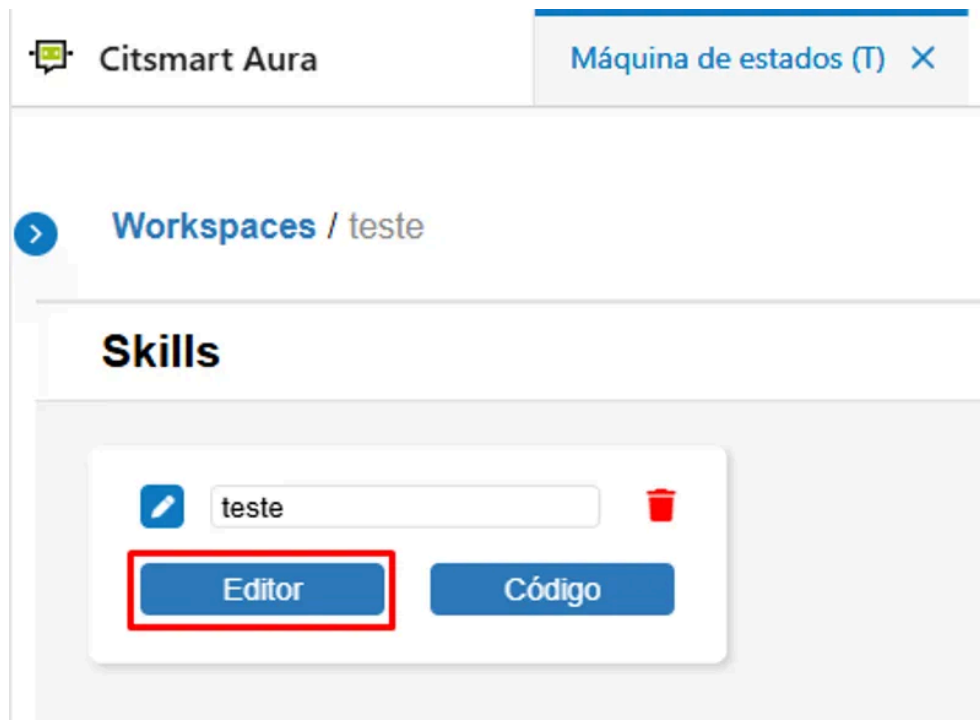 Citsmart Aura
Máquina de estados (T)
Workspaces / teste
Skills
teste
Editor
Código